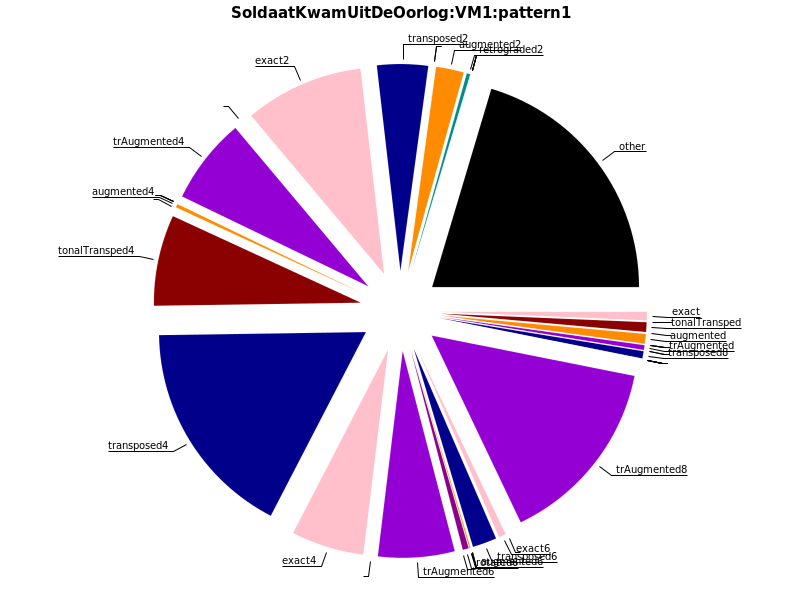 SoldaatKwamUitDeOorlog:VM1:pattern1
transposed2
augmented2
retrograded2
exact2
other
trAugmented4
augmented4
tonalTransped4
exact
tonalTransped
augmented
trAugmented
transposed8
transposed4
trAugmented8
exact4
trAugmented6
exact6
transposed6
augmented6